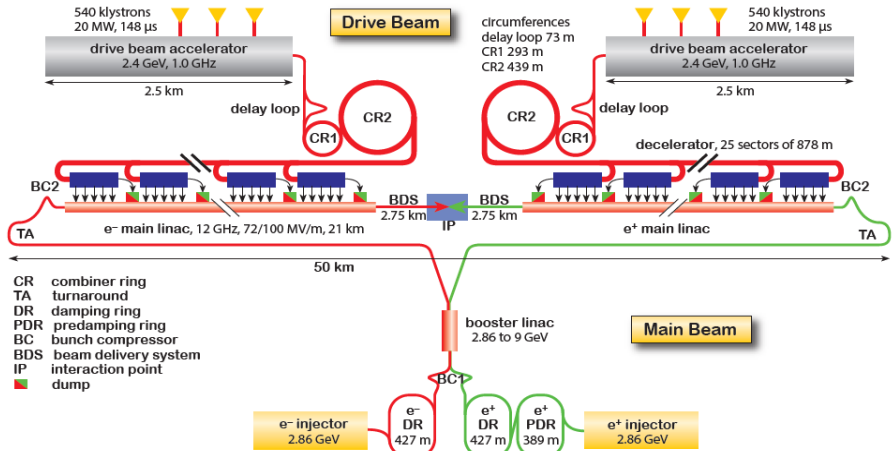 Drive Beam
540 klystrons
20 MW, 148 µs
drive beam accelerator
2.4 GeV, 1.0 GHz
2.5 km
delay loop
CR1
CR2
circumferences
delay loop 73 m
CR1 293 m
CR2 439 m
540 klystrons
20 MW, 148 µs
drive beam accelerator
2.4 GeV, 1.0 GHz
2.5 km
delay loop
CR2
CR1
decelerator, 25 sectors of 878 m
BC2
TA
BDS
2.75 km
IP
BDS
2.75 km
BC2
TA
e⁻ main linac, 12 GHz, 72/100 MV/m, 21 km
e⁺ main linac
50 km
CR combiner ring
TA turnaround
DR damping ring
PDR predamping ring
BC bunch compressor
BDS beam delivery system
IP interaction point
dump
booster linac
2.86 to 9 GeV
Main Beam
BC1
e⁻ injector
2.86 GeV
e⁻
DR
427 m
e⁺
DR
427 m
e⁺
PDR
389 m
e⁺ injector
2.86 GeV